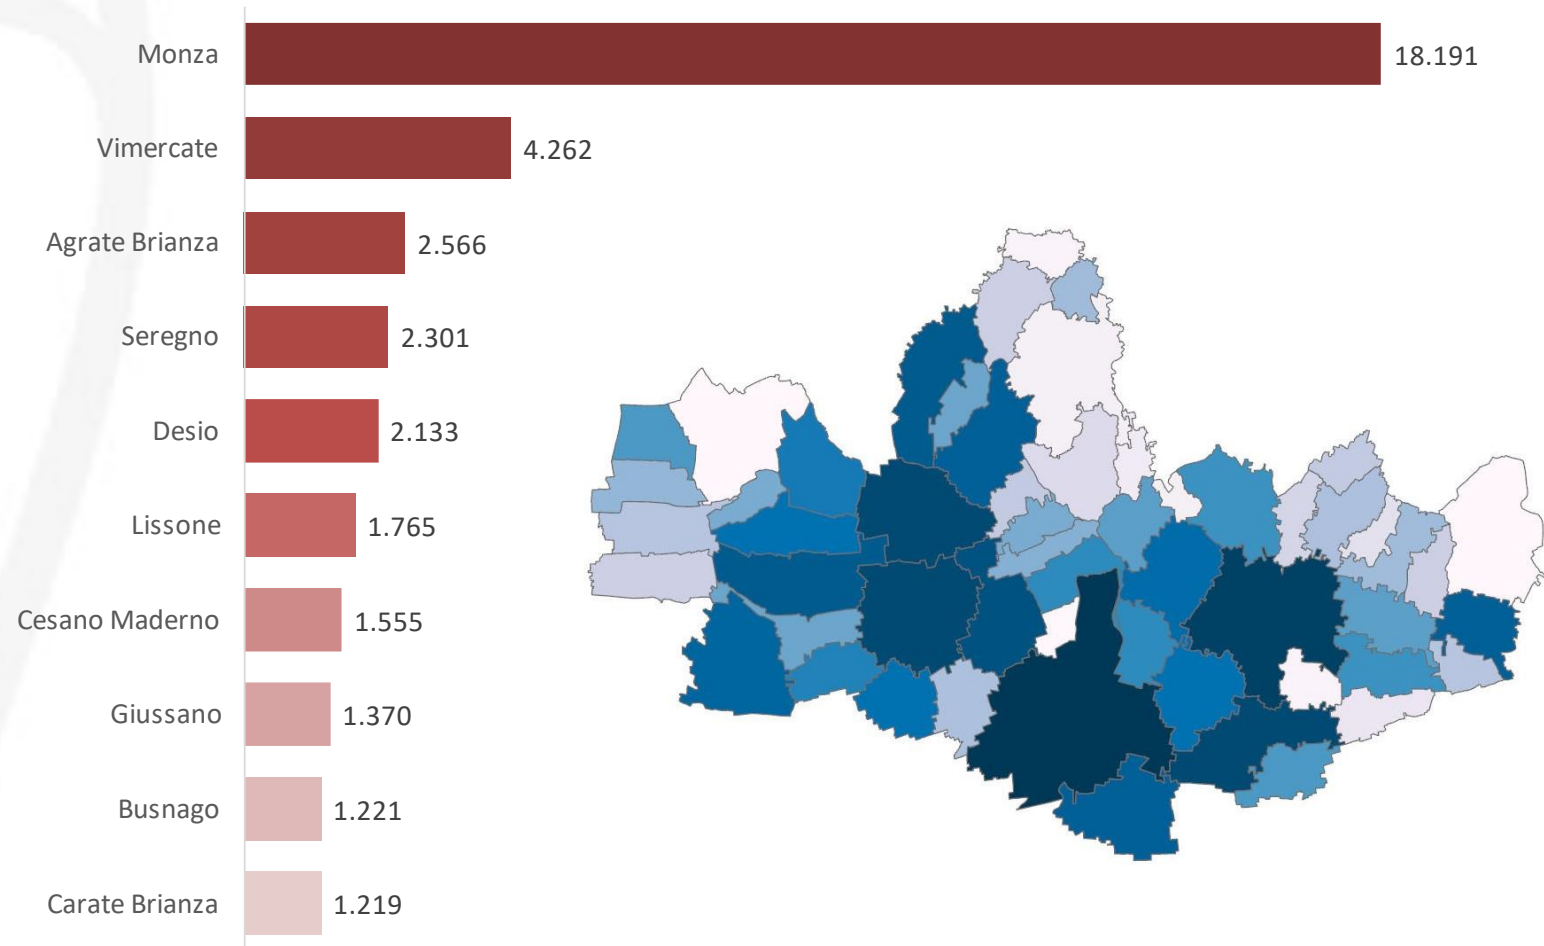 Monza 18.191
Vimercate 4.262
Agrate Brianza 2.566
Seregno 2.301
Desio 2.133
Lissone 1.765
Cesano Maderno 1.555
Giussano 1.370
Busnago 1.221
Carate Brianza 1.219